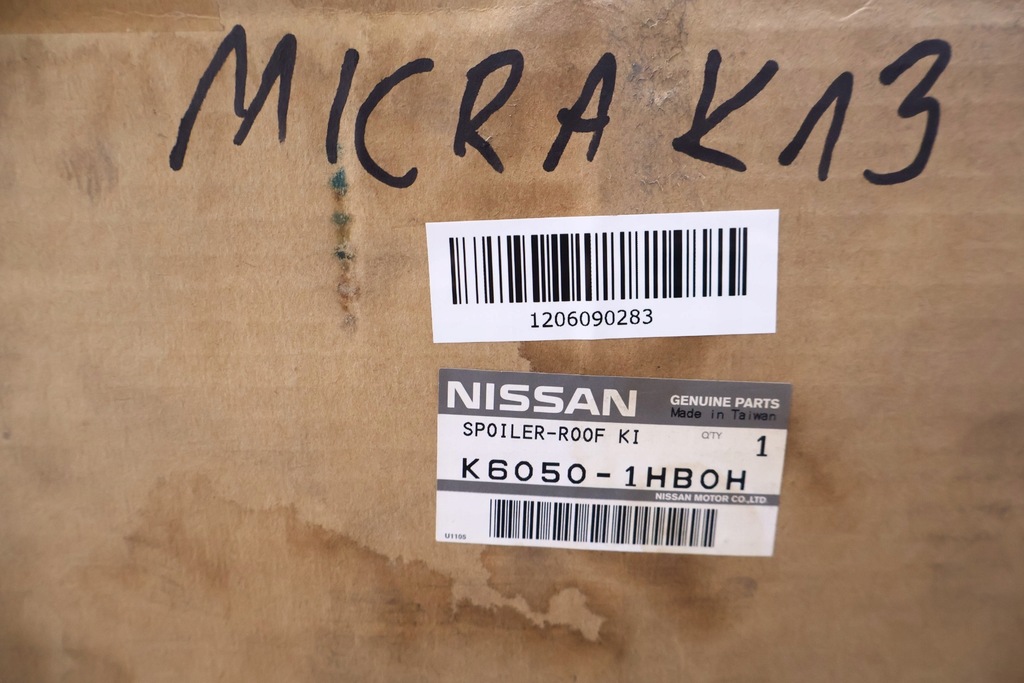 MICRA K13
1206090283
NISSAN GENUINE PARTS
Made in Taiwan
SPOILER-ROOF KI QTY 1
K6050-1HB0H
NISSAN MOTOR CO.,LTD.
U1105